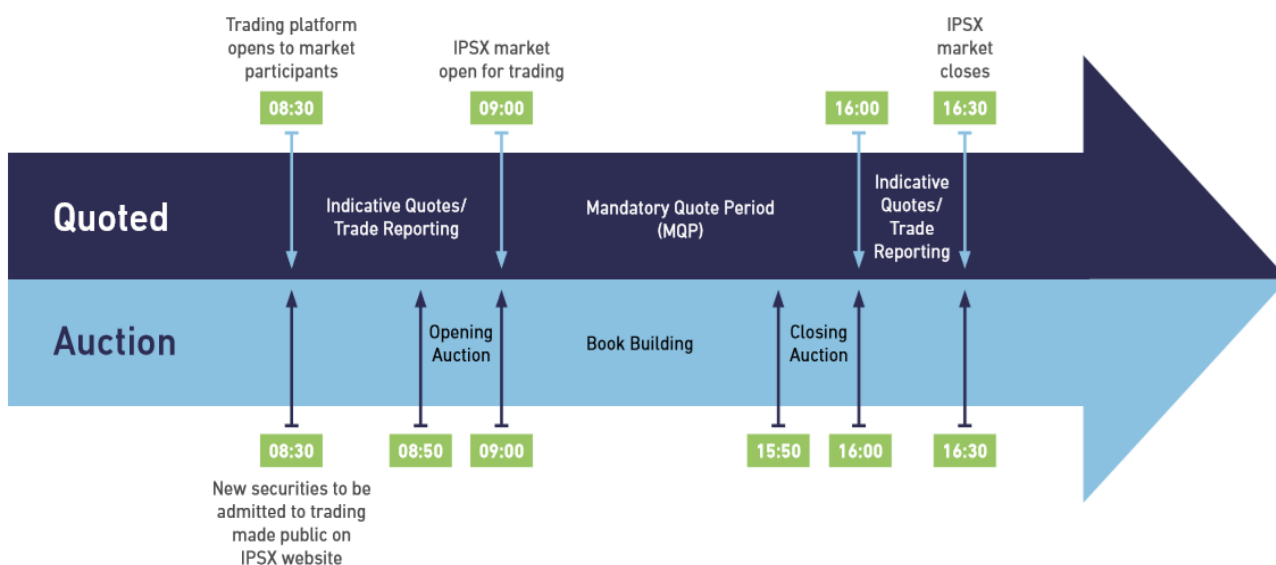 Trading platform
opens to market
participants
08:30
IPSX market
open for trading
09:00
16:00
IPSX
market
closes
16:30
Quoted
Indicative Quotes/
Trade Reporting
Mandatory Quote Period
(MQP)
Indicative
Quotes/
Trade
Reporting
Auction
Opening
Auction
Book Building
Closing
Auction
08:30
New securities to be
admitted to trading
made public on
IPSX website
08:50
09:00
15:50
16:00
16:30